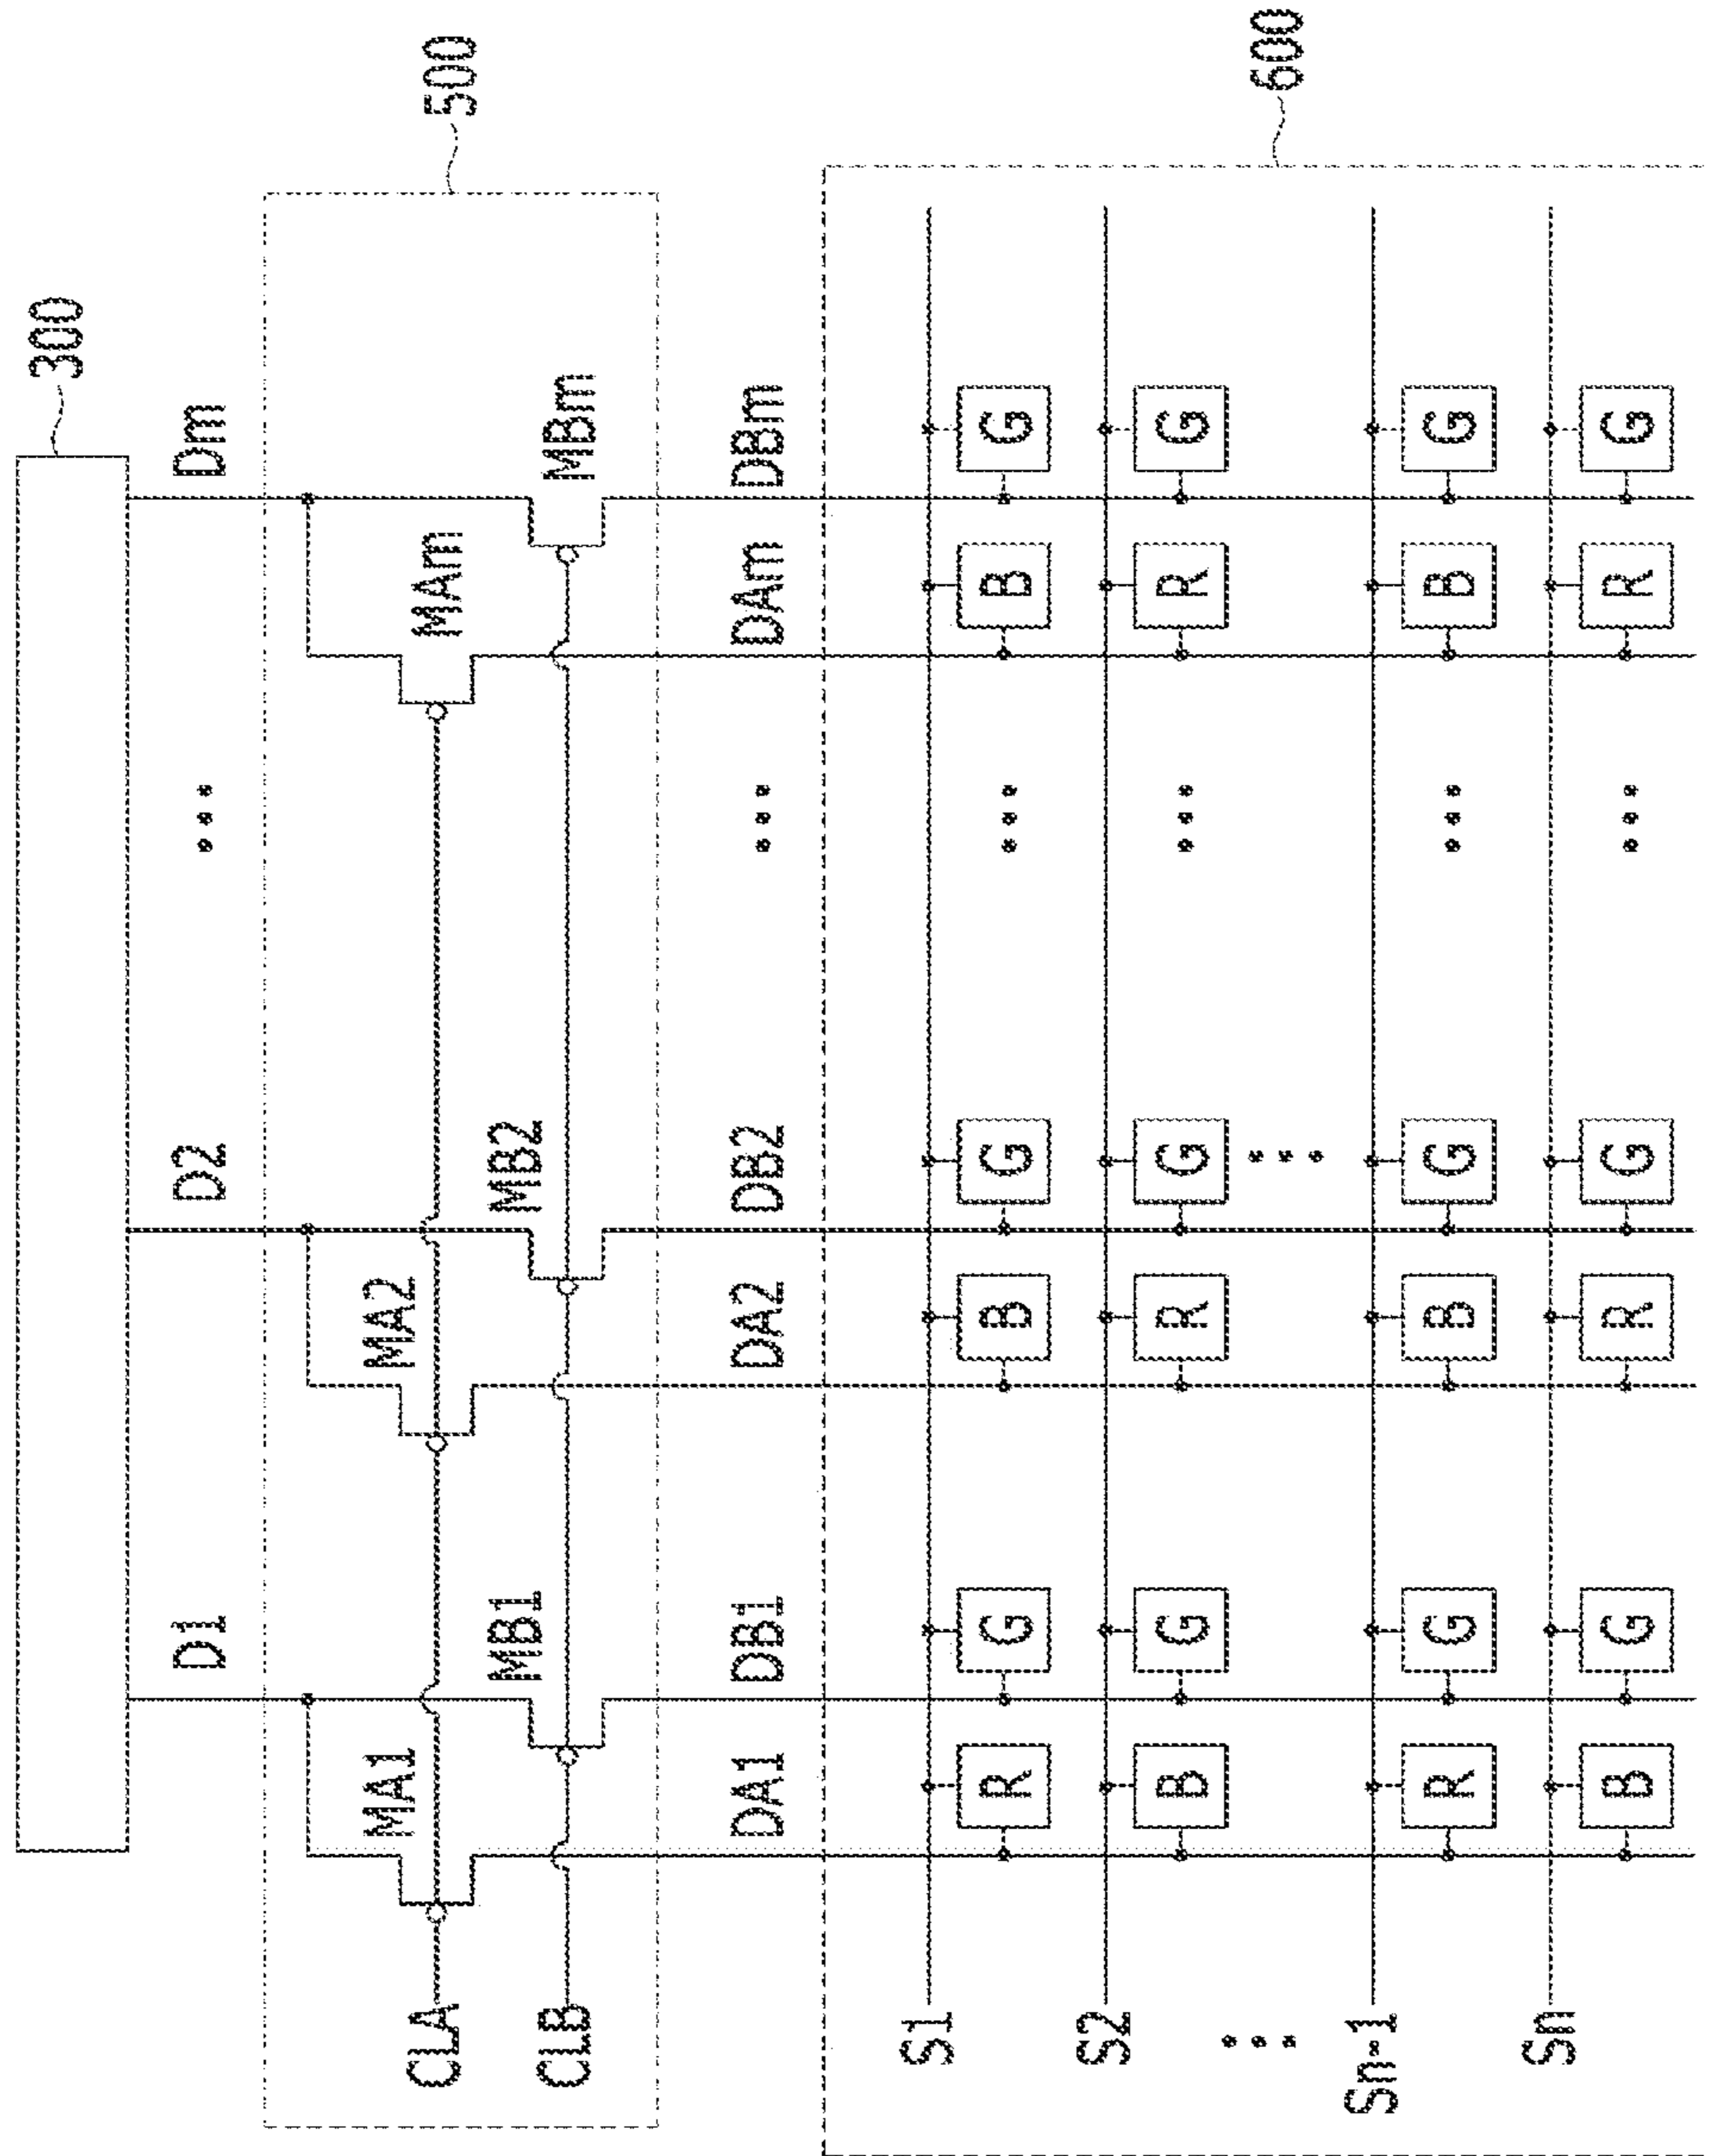 300
D1 D2 ... Dm
500
MA1 MA2 MAm
CLA
MB1 MB2 MBm
CLB
DA1 DB1 DA2 DB2 ... DAm DBm
600
S1
R G B G ... B G
S2
B G R G ... R G
... ...
Sn-1
R G B G ... B G
Sn
B G R G ... R G